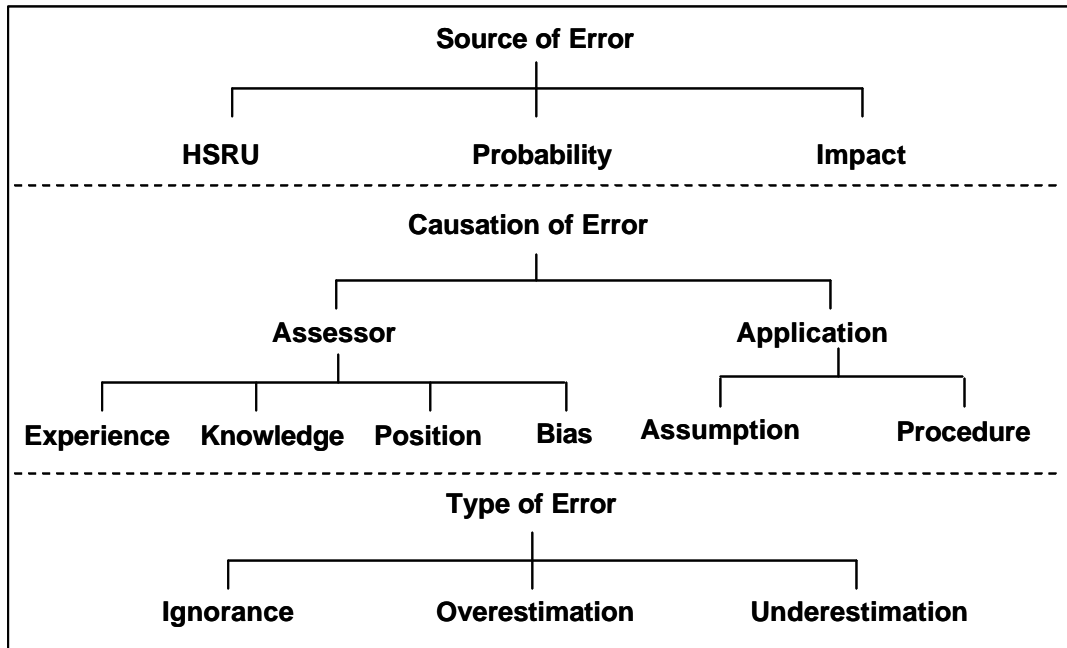 Source of Error
HSRU Probability Impact
Causation of Error
Assessor Application
Experience Knowledge Position Bias Assumption Procedure
Type of Error
Ignorance Overestimation Underestimation